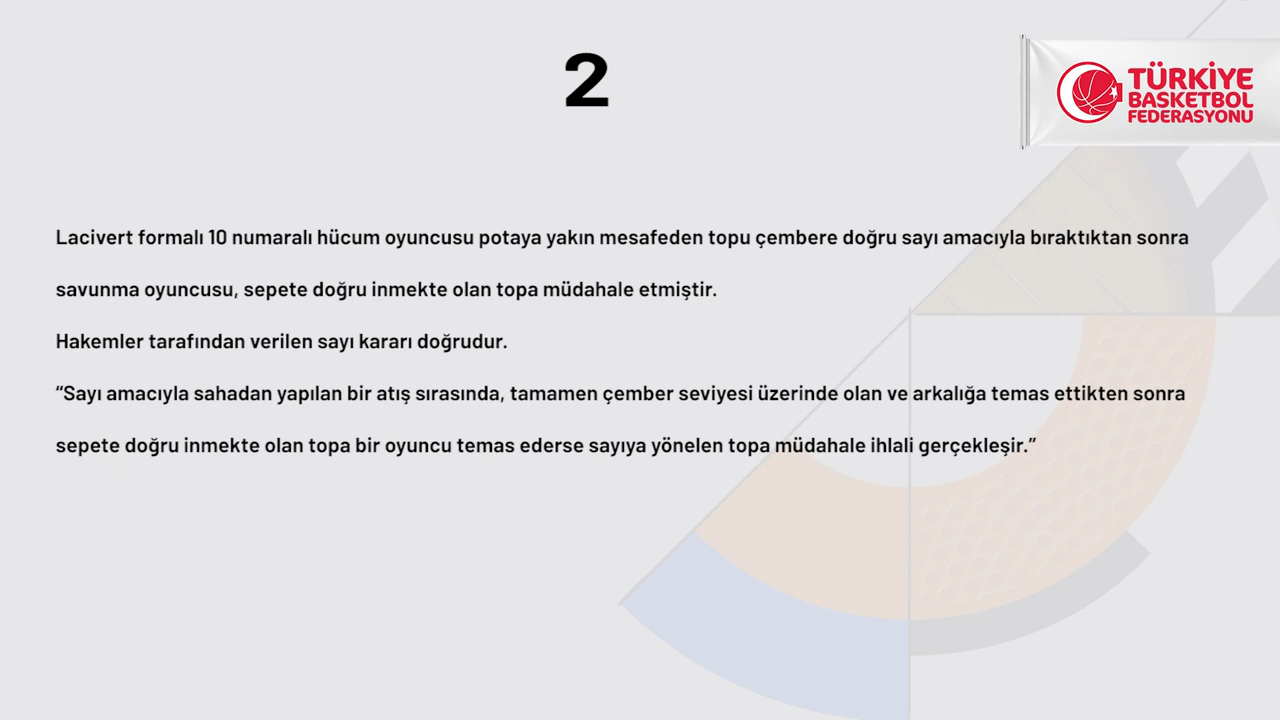 2
TÜRKİYE
BASKETBOL
FEDERASYONU
Lacivert formalı 10 numaralı hücum oyuncusu potaya yakın mesafeden topu çembere doğru sayı amacıyla bıraktıktan sonra
savunma oyuncusu, sepete doğru inmekte olan topa müdahale etmiştir.
Hakemler tarafından verilen sayı kararı doğrudur.
“Sayı amacıyla sahadan yapılan bir atış sırasında, tamamen çember seviyesi üzerinde olan ve arkalığa temas ettikten sonra
sepete doğru inmekte olan topa bir oyuncu temas ederse sayıya yönelen topa müdahale ihlali gerçekleşir.”